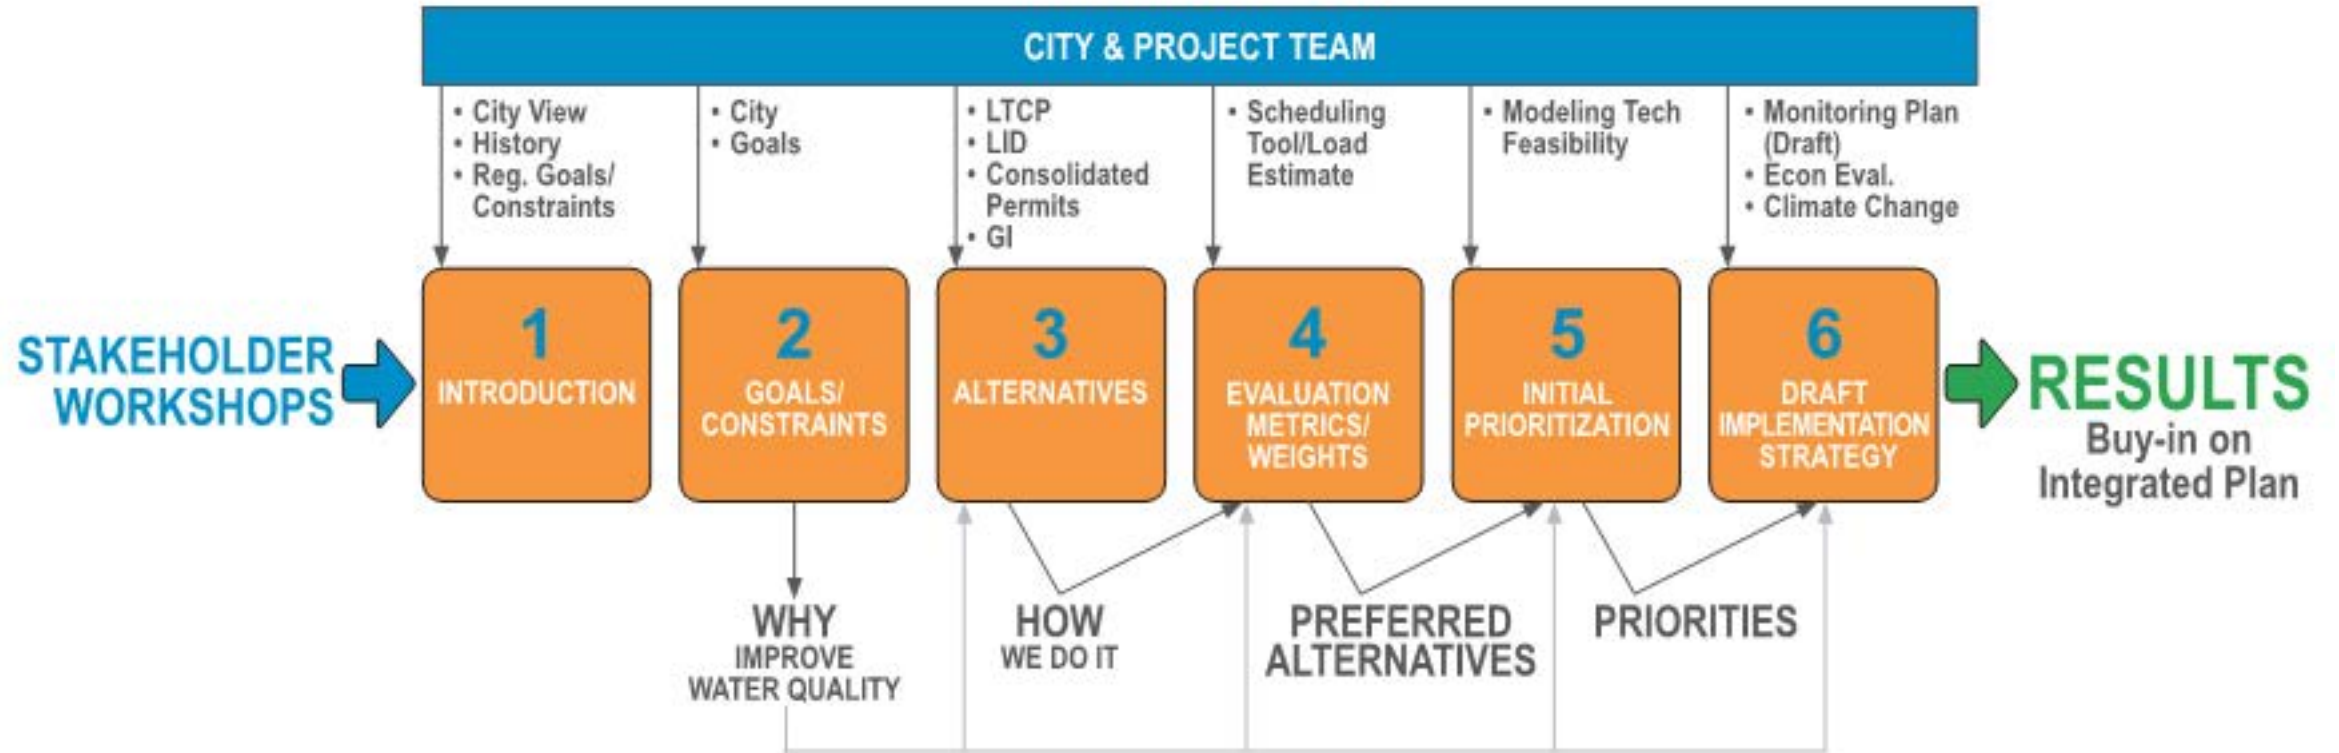 CITY & PROJECT TEAM
• City View
• History
• Reg. Goals/
Constraints
• City
• Goals
• LTCP
• LID
• Consolidated
Permits
• GI
• Scheduling
Tool/Load
Estimate
• Modeling Tech
Feasibility
• Monitoring Plan
(Draft)
• Econ Eval.
• Climate Change
STAKEHOLDER
WORKSHOPS
1
INTRODUCTION
2
GOALS/
CONSTRAINTS
3
ALTERNATIVES
4
EVALUATION
METRICS/
WEIGHTS
5
INITIAL
PRIORITIZATION
6
DRAFT
IMPLEMENTATION
STRATEGY
RESULTS
Buy-in on
Integrated Plan
WHY
IMPROVE
WATER QUALITY
HOW
WE DO IT
PREFERRED
ALTERNATIVES
PRIORITIES